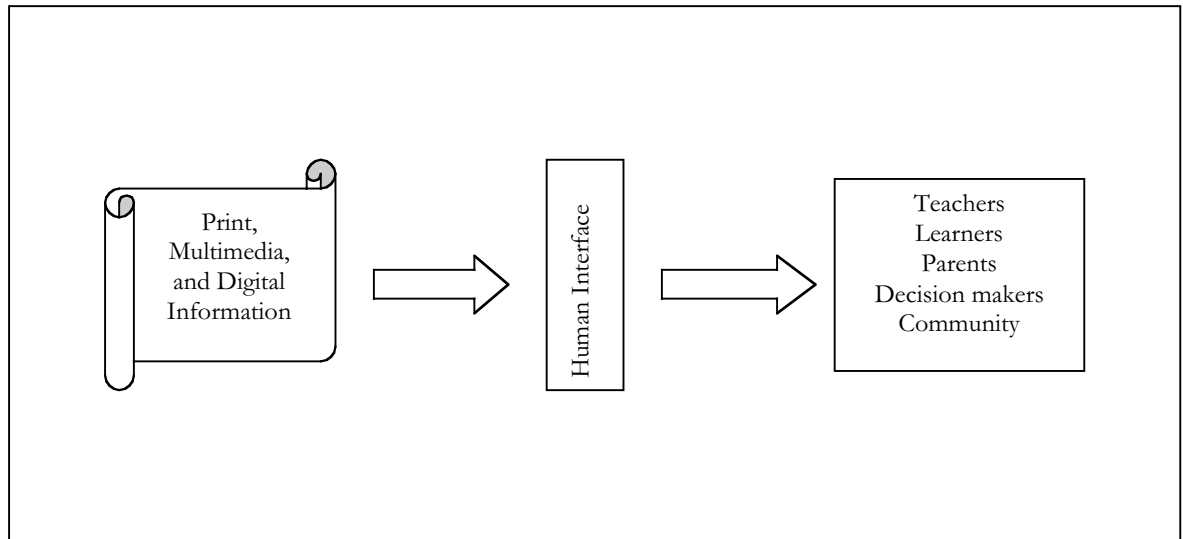 Print,
Multimedia,
and Digital
Information
Human Interface
Teachers
Learners
Parents
Decision makers
Community